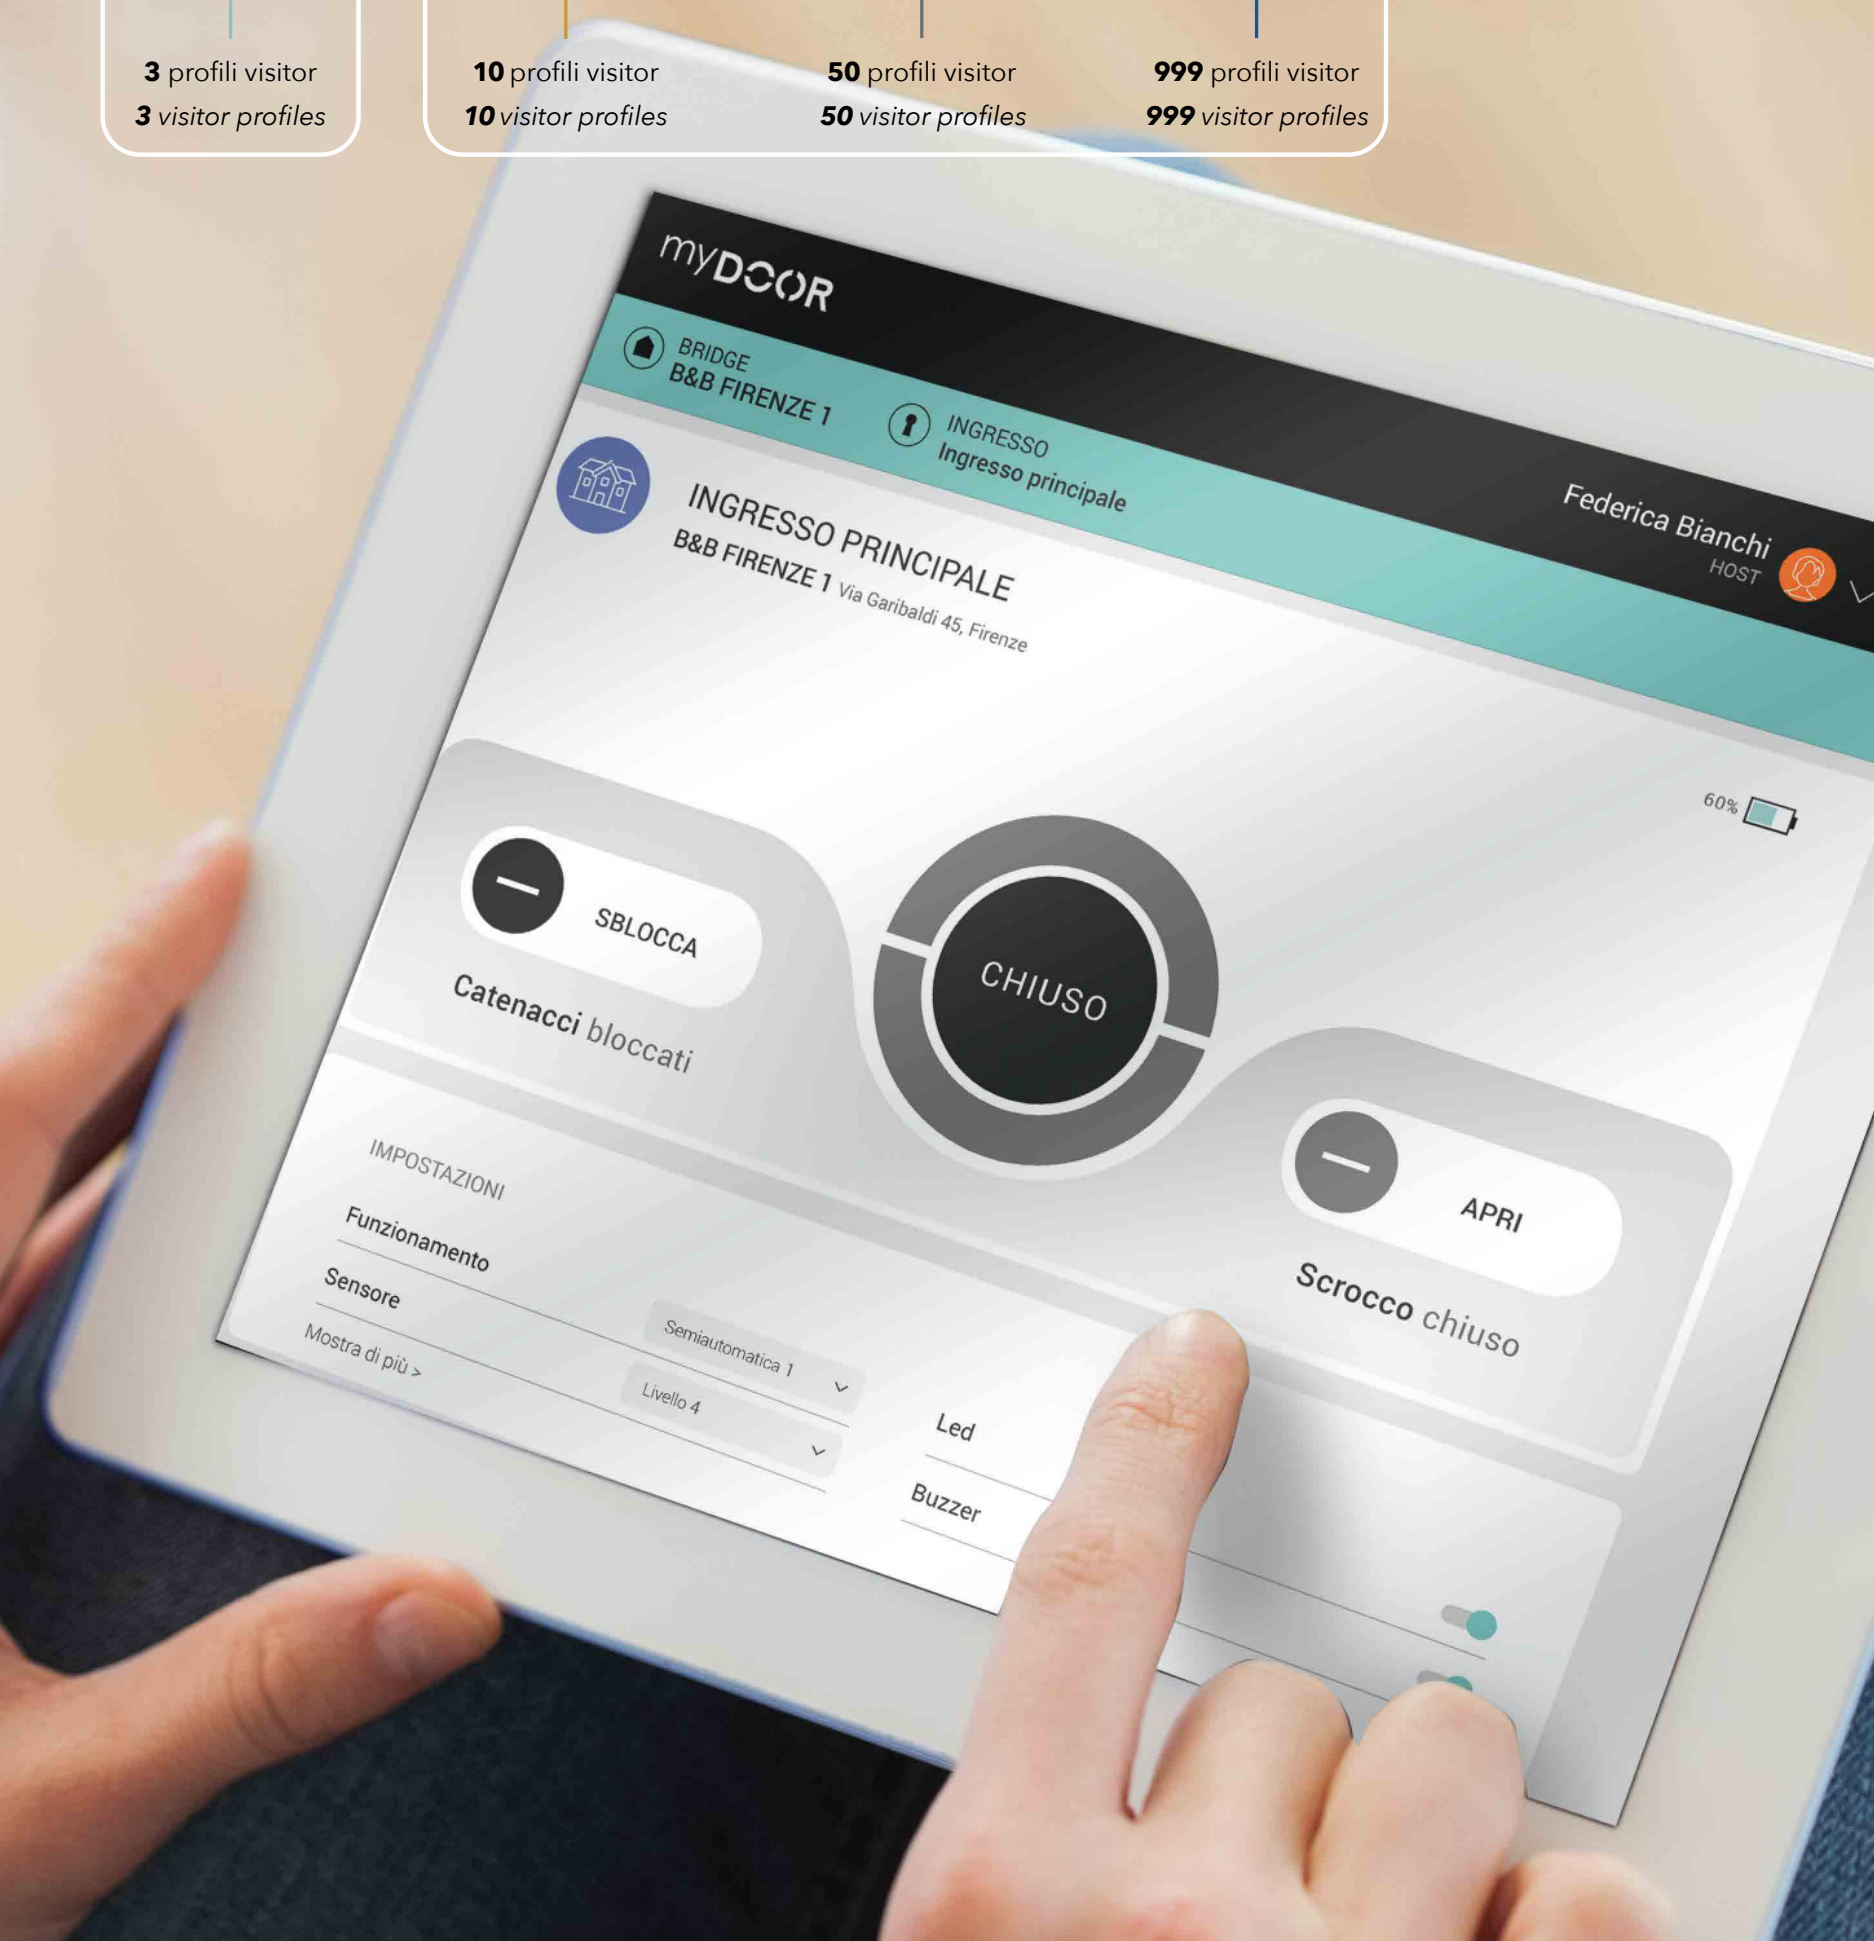 3 profili visitor
3 visitor profiles
10 profili visitor
10 visitor profiles
50 profili visitor
50 visitor profiles
999 profili visitor
999 visitor profiles
myDOOR
BRIDGE
B&B FIRENZE 1
INGRESSO
Ingresso principale
Federica Bianchi
HOST
INGRESSO PRINCIPALE
B&B FIRENZE 1 Via Garibaldi 45, Firenze
60%
SBLOCCA
Catenacci bloccati
CHIUSO
APRI
Scrocco chiuso
IMPOSTAZIONI
Funzionamento
Semiautomatica 1
Sensore
Livello 4
Mostra di più >
Led
Buzzer